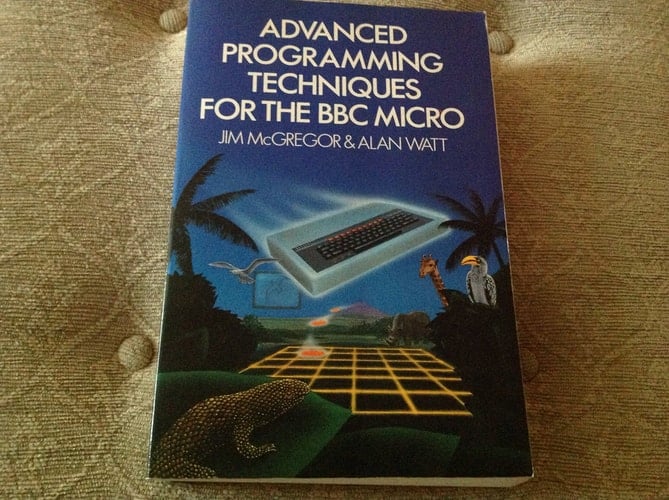 ADVANCED
PROGRAMMING
TECHNIQUES
FOR THE BBC MICRO
JIM McGREGOR & ALAN WATT